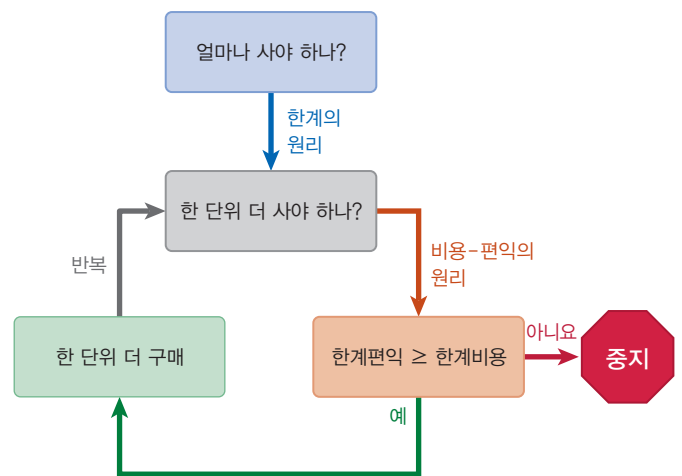 얼마나 사야 하나?
한계의
원리
한 단위 더 사야 하나?
반복
비용-편익의
원리
한 단위 더 구매
한계편익 ≥ 한계비용
아니요
중지
예